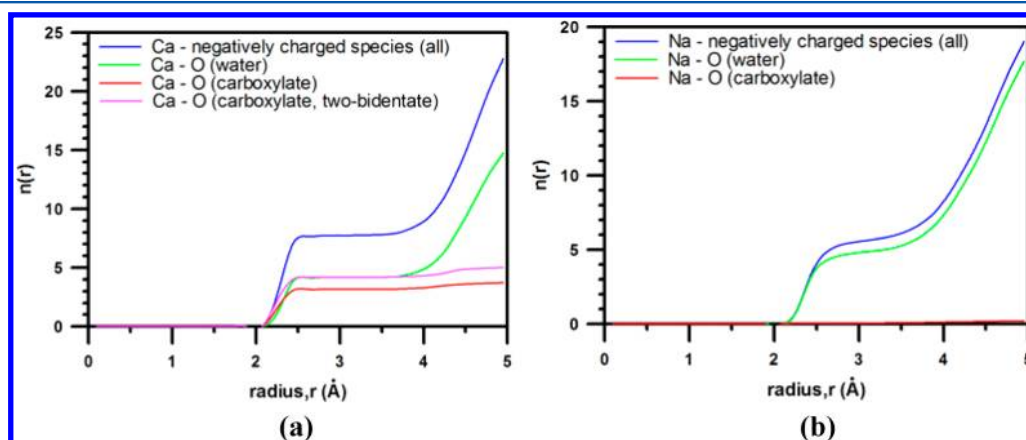 25
20
15
10
5
0
n(r)
Ca - negatively charged species (all)
Ca - O (water)
Ca - O (carboxylate)
Ca - O (carboxylate, two-bidentate)
0 1 2 3 4 5
radius,r (Å)
(a)
20
15
10
5
0
n(r)
Na - negatively charged species (all)
Na - O (water)
Na - O (carboxylate)
0 1 2 3 4 5
radius,r (Å)
(b)